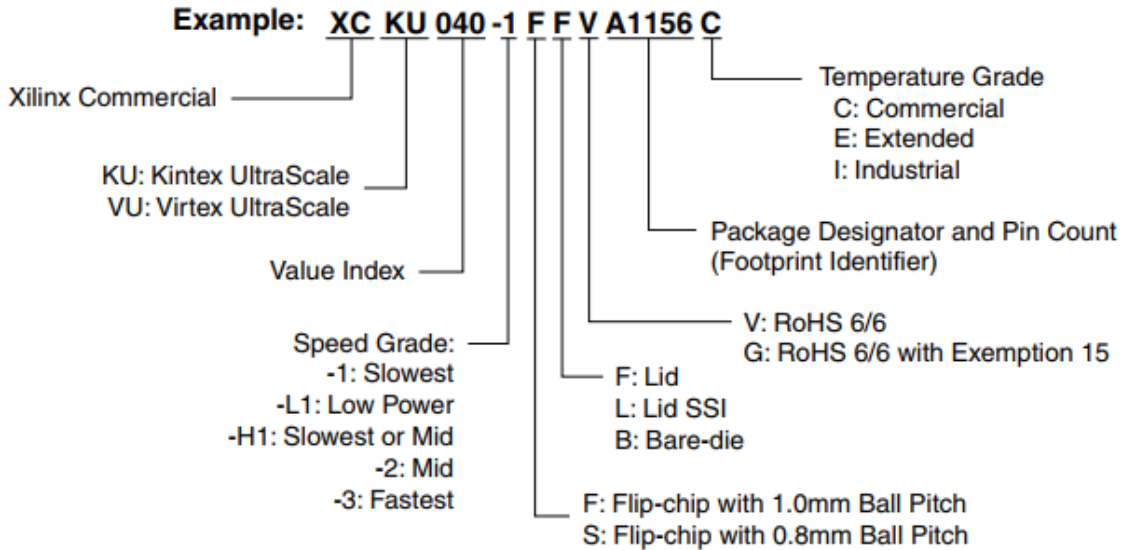 Example: XC KU 040 -1 F F V A1156 C
Xilinx Commercial
KU: Kintex UltraScale
VU: Virtex UltraScale
Value Index
Speed Grade:
-1: Slowest
-L1: Low Power
-H1: Slowest or Mid
-2: Mid
-3: Fastest
Temperature Grade
C: Commercial
E: Extended
I: Industrial
Package Designator and Pin Count
(Footprint Identifier)
V: RoHS 6/6
G: RoHS 6/6 with Exemption 15
F: Lid
L: Lid SSI
B: Bare-die
F: Flip-chip with 1.0mm Ball Pitch
S: Flip-chip with 0.8mm Ball Pitch